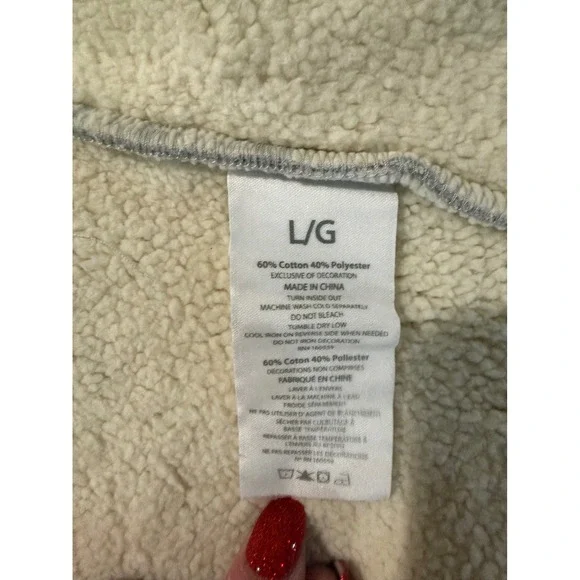 L/G
60% Cotton 40% Polyester
EXCLUSIVE OF DECORATION
MADE IN CHINA
TURN INSIDE OUT
MACHINE WASH COLD SEPARATELY
DO NOT BLEACH
TUMBLE DRY LOW
COOL IRON ON REVERSE SIDE WHEN NEEDED
DO NOT IRON DECORATION
60% Coton 40% Poliester
DECORATIONS NON COMPRISES
FABRIQUÉ EN CHINE
LAVER À L'ENVERS
LAVER À LA MACHINE À L'EAU
FROIDE SÉPARÉMENT
NE PAS UTILISER D'AGENT DE BLANCHIMENT
SÉCHER PAR CULBUTAGE À
BASSE TEMPÉRATURE
REPASSER À BASSE TEMPÉRATURE À
L'ENVERS AU BESOIN
NE PAS REPASSER LES DÉCORATIONS